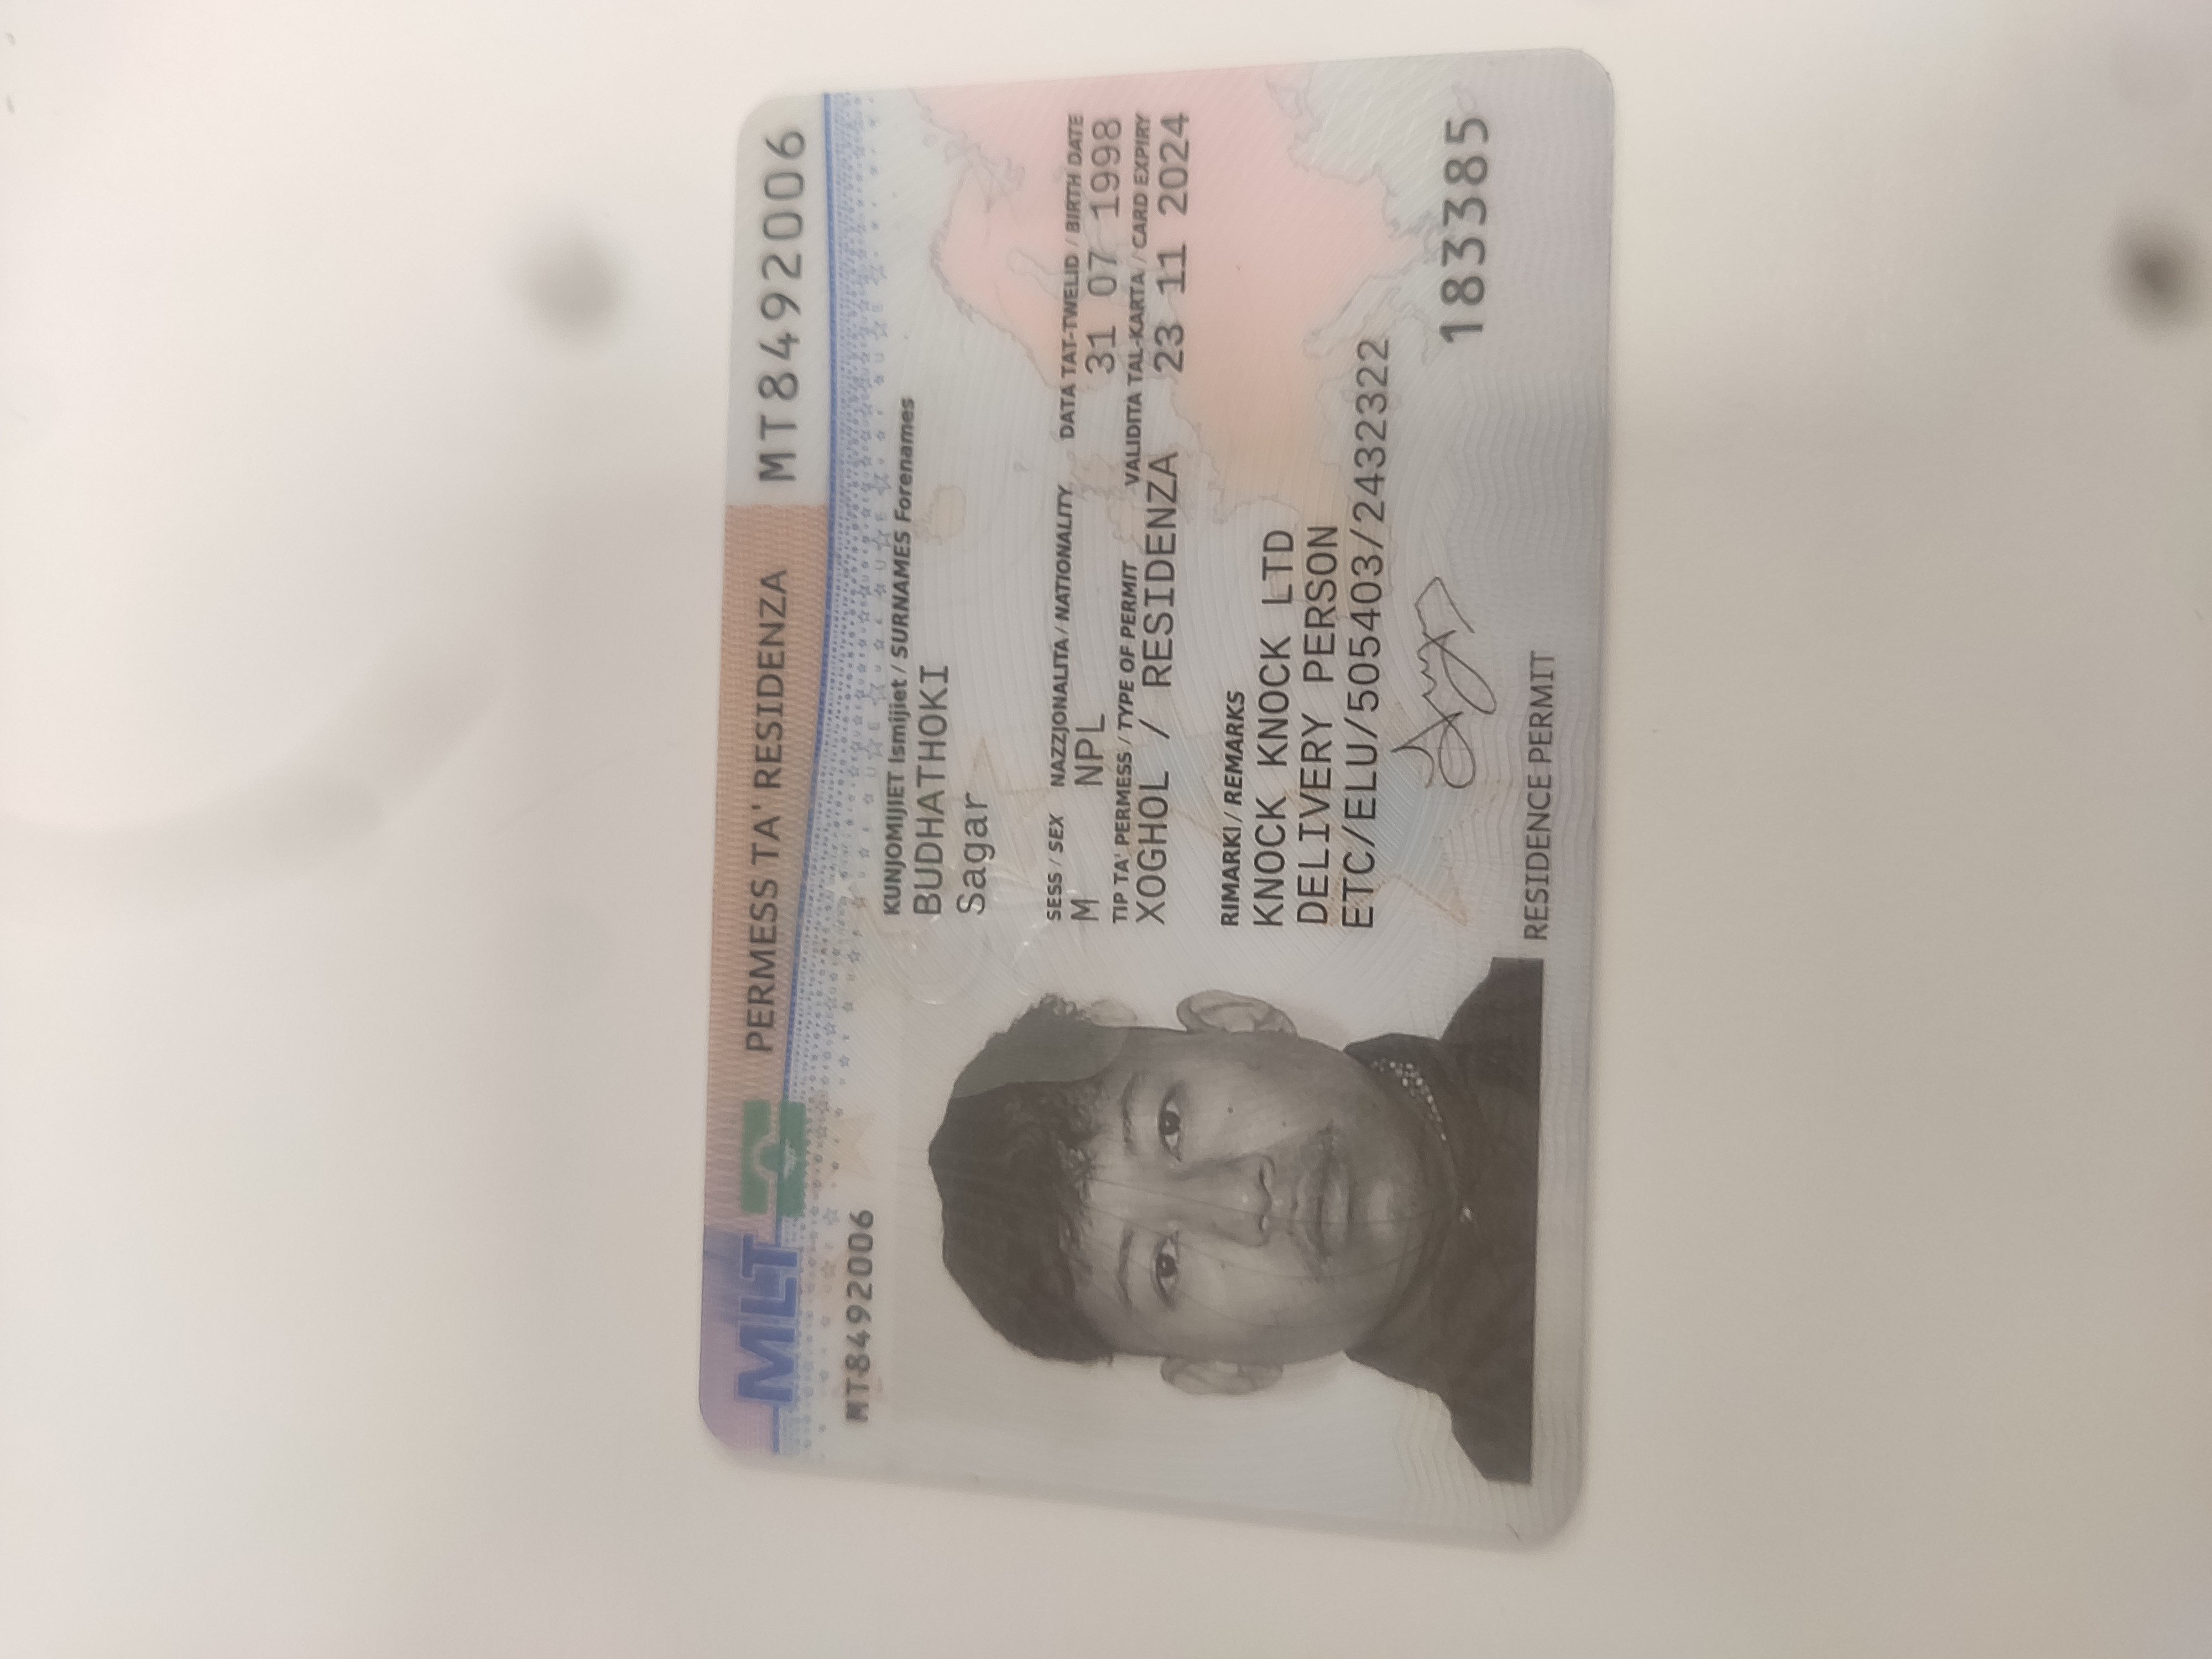 MLT
PERMESS TA' RESIDENZA
MT8492006
MT8492006
KUNJOMIJIET Ismijiet / SURNAMES Forenames
BUDHATHOKI
Sagar
SESS / SEX NAZZJONALITA / NATIONALITY DATA TAT-TWELID / BIRTH DATE
M NPL 31 07 1998
TIP TA' PERMESS / TYPE OF PERMIT VALIDITA TAL-KARTA / CARD EXPIRY
XOGHOL / RESIDENZA 23 11 2024
RIMARKI / REMARKS
KNOCK KNOCK LTD
DELIVERY PERSON
ETC/ELU/505403/2432322
183385
RESIDENCE PERMIT